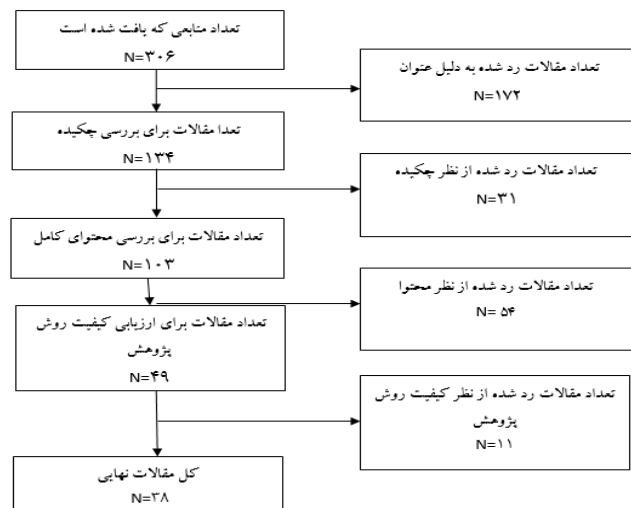 تعداد منابعی که یافت شده است
N=۳۰۶
تعداد مقالات رد شده به دلیل عنوان
N=۱۷۲
تعدا مقالات برای بررسی چکیده
N=۱۳۴
تعداد مقالات رد شده از نظر چکیده
N=۳۱
تعداد مقالات برای بررسی محتوای کامل
N=۱۰۳
تعداد مقالات رد شده از نظر محتوا
N= ۵۴
تعداد مقالات برای ارزیابی کیفیت روش
پژوهش
N=۴۹
تعداد مقالات رد شده از نظر کیفیت روش
پژوهش
N=۱۱
کل مقالات نهایی
N=۳۸